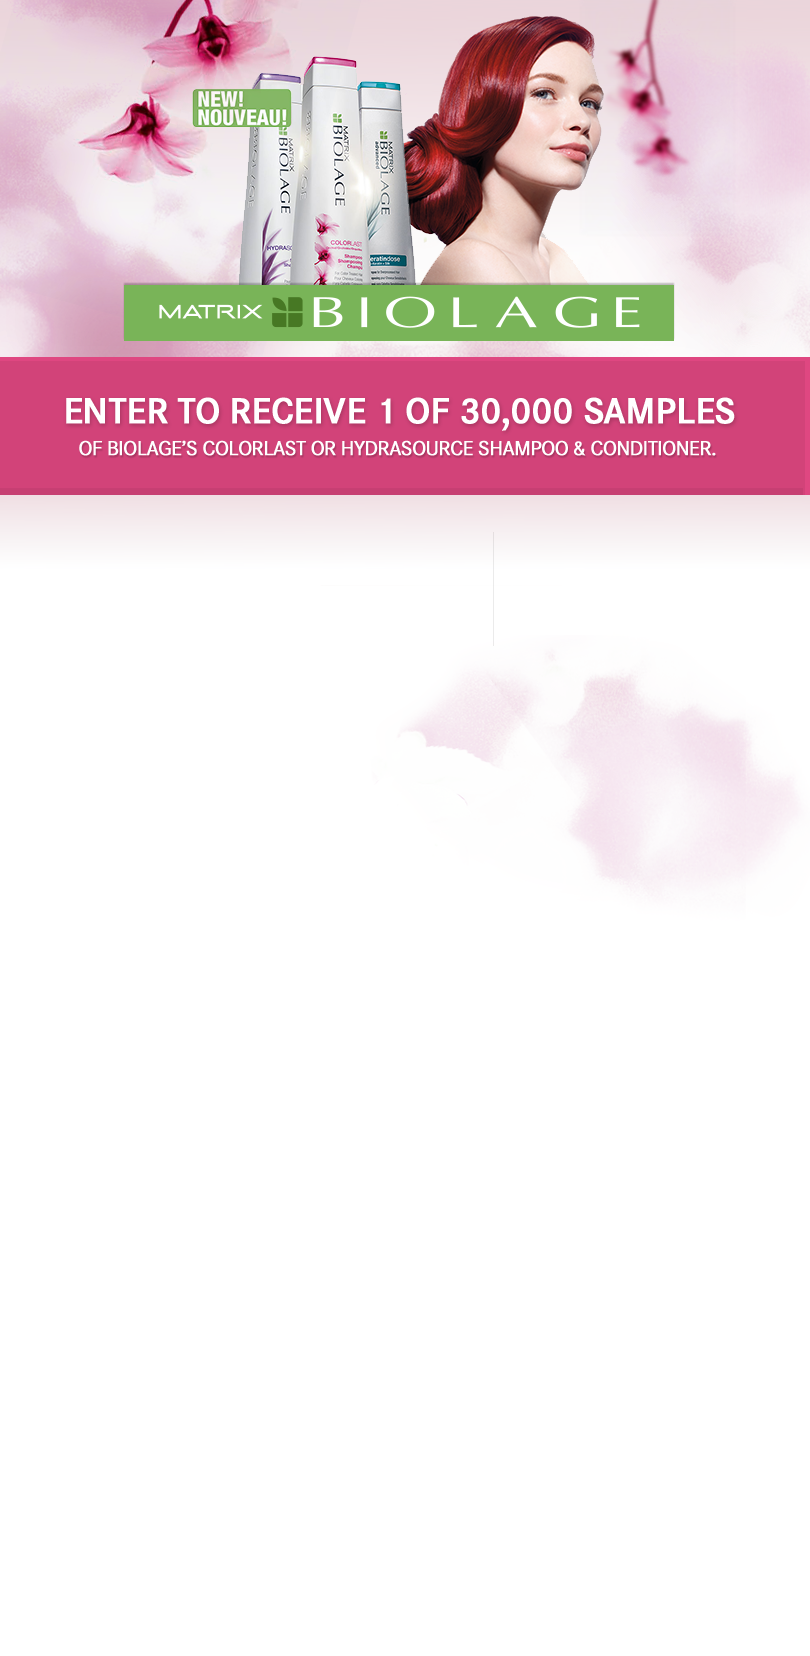 NEW!
NOUVEAU!
MATRIX
BIOLAGE
MATRIX
BIOLAGE
COLORLAST
Shampoo
Shampooing
Champú
MATRIX
BIOLAGE
advanced
keratindose
MATRIX BIOLAGE
ENTER TO RECEIVE 1 OF 30,000 SAMPLES
OF BIOLAGE'S COLORLAST OR HYDRASOURCE SHAMPOO & CONDITIONER.